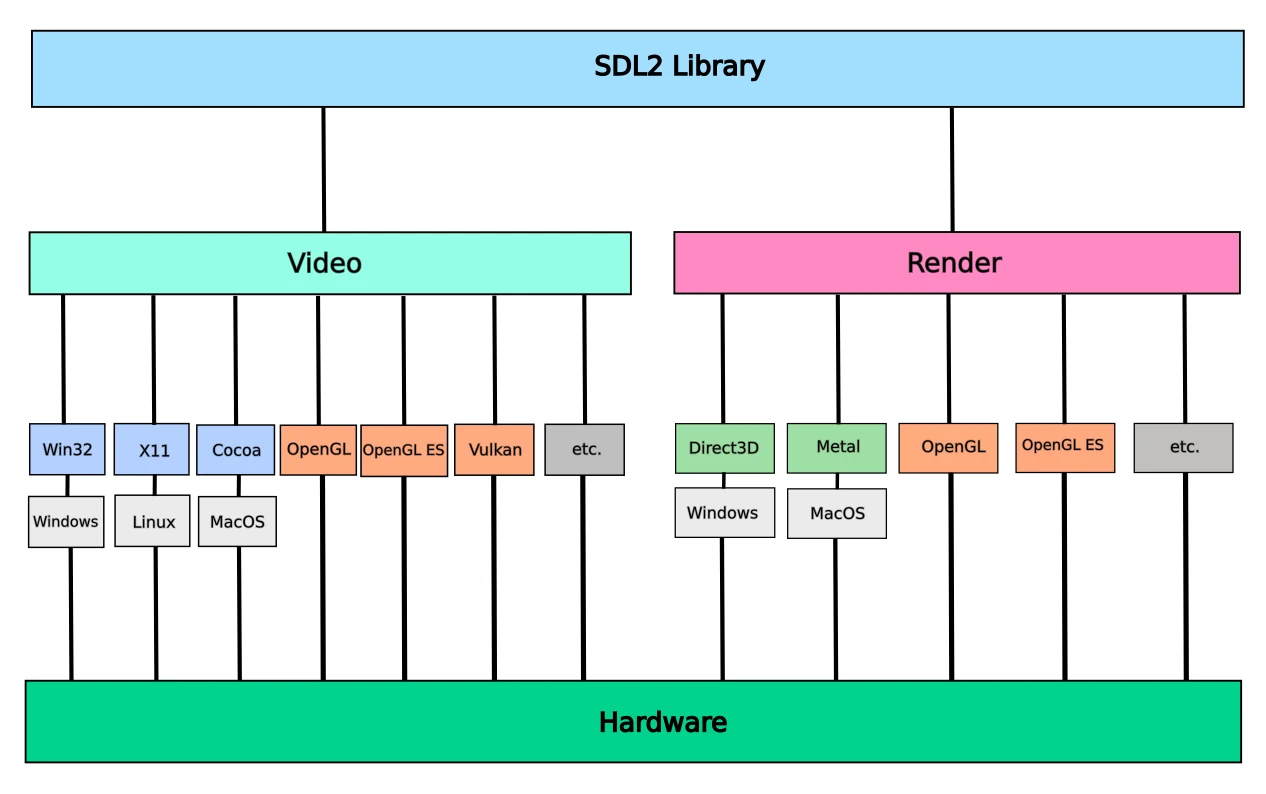 SDL2 Library
Video
Render
Win32
X11
Cocoa
OpenGL
OpenGL ES
Vulkan
etc.
Direct3D
Metal
OpenGL
OpenGL ES
etc.
Windows
Linux
MacOS
Windows
MacOS
Hardware